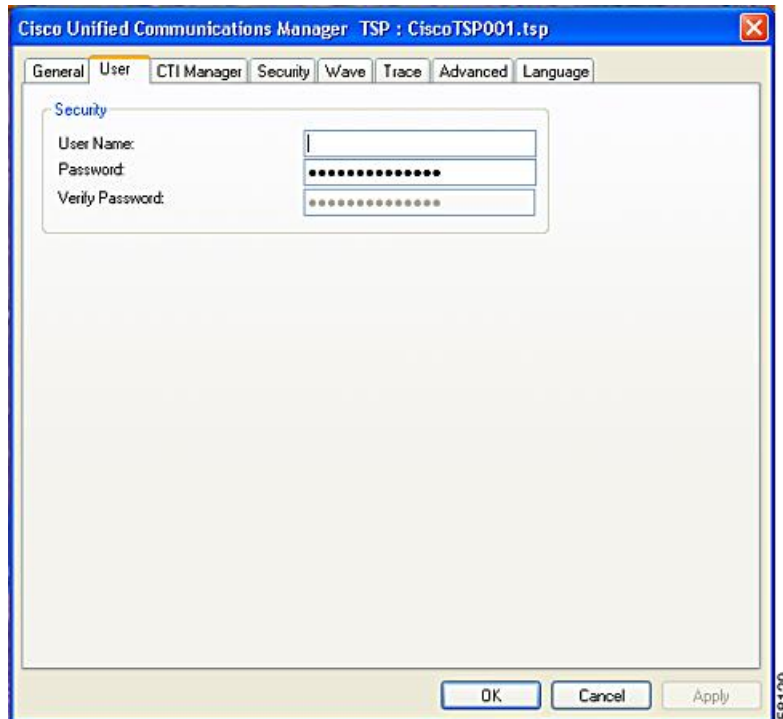 Cisco Unified Communications Manager TSP : CiscoTSP001.tsp
General User CTI Manager Security Wave Trace Advanced Language
Security
User Name:
Password:
Verify Password:
OK Cancel Apply